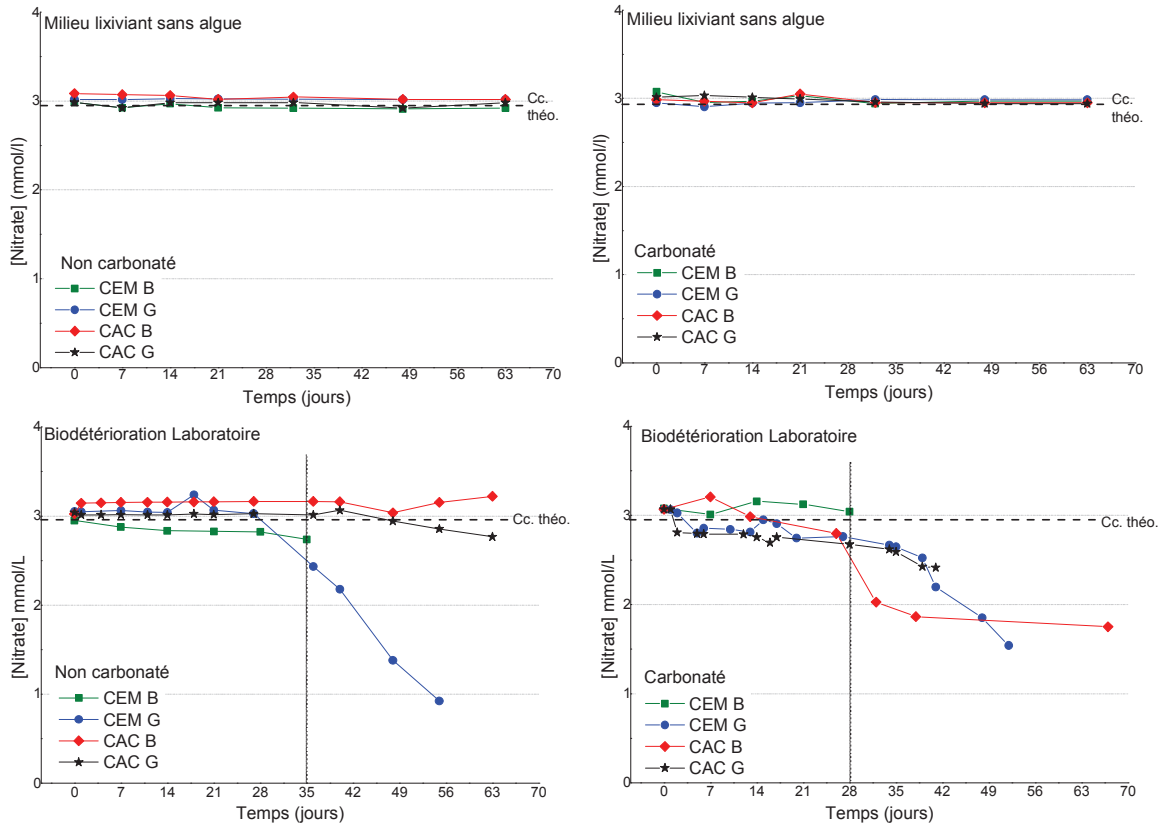 Milieu lixiviant sans algue
4
3
2
1
0
[Nitrate] (mmol/l)
Cc.
théo.
Non carbonaté
CEM B
CEM G
CAC B
CAC G
0 7 14 21 28 35 42 49 56 63 70
Temps (jours)
Milieu lixiviant sans algue
4
3
2
1
0
[Nitrate] (mmol/l)
Cc.
théo.
Carbonaté
CEM B
CEM G
CAC B
CAC G
0 7 14 21 28 35 42 49 56 63 70
Temps (jours)
Biodétérioration Laboratoire
4
3
2
1
0
[Nitrate] mmol/L
Cc. théo.
Non carbonaté
CEM B
CEM G
CAC B
CAC G
0 7 14 21 28 35 42 49 56 63 70
Temps (jours)
Biodétérioration Laboratoire
4
3
2
1
0
[Nitrate] mmol/L
Cc. théo.
Carbonaté
CEM B
CEM G
CAC B
CAC G
0 7 14 21 28 35 42 49 56 63 70
Temps (jours)